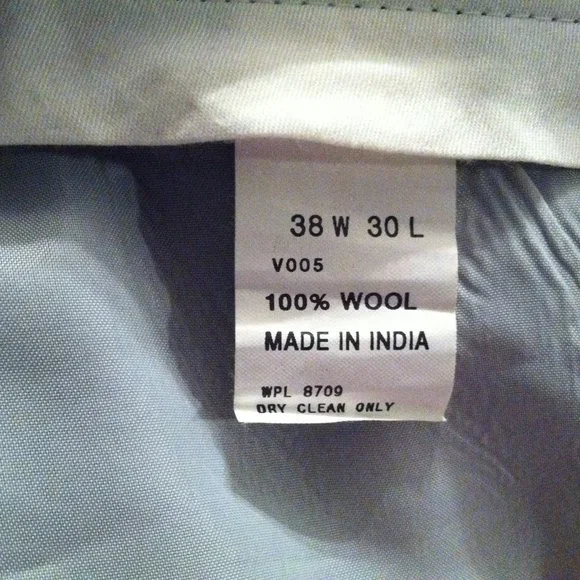 38 W 30 L
V005
100% WOOL
MADE IN INDIA
WPL 8709
DRY CLEAN ONLY